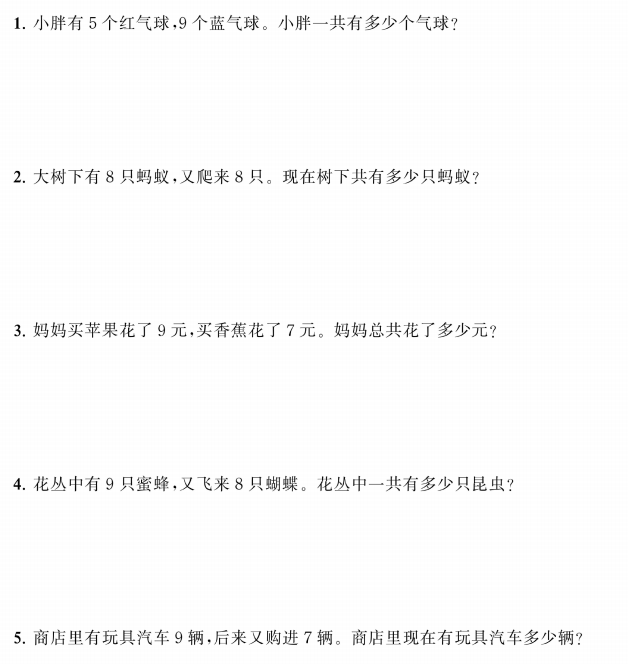 1. 小胖有 5 个红气球,9 个蓝气球。小胖一共有多少个气球?
2. 大树下有 8 只蚂蚁,又爬来 8 只。现在树下共有多少只蚂蚁?
3. 妈妈买苹果花了 9 元,买香蕉花了 7 元。妈妈总共花了多少元?
4. 花丛中有 9 只蜜蜂,又飞来 8 只蝴蝶。花丛中一共有多少只昆虫?
5. 商店里有玩具汽车 9 辆,后来又购进 7 辆。商店里现在有玩具汽车多少辆?